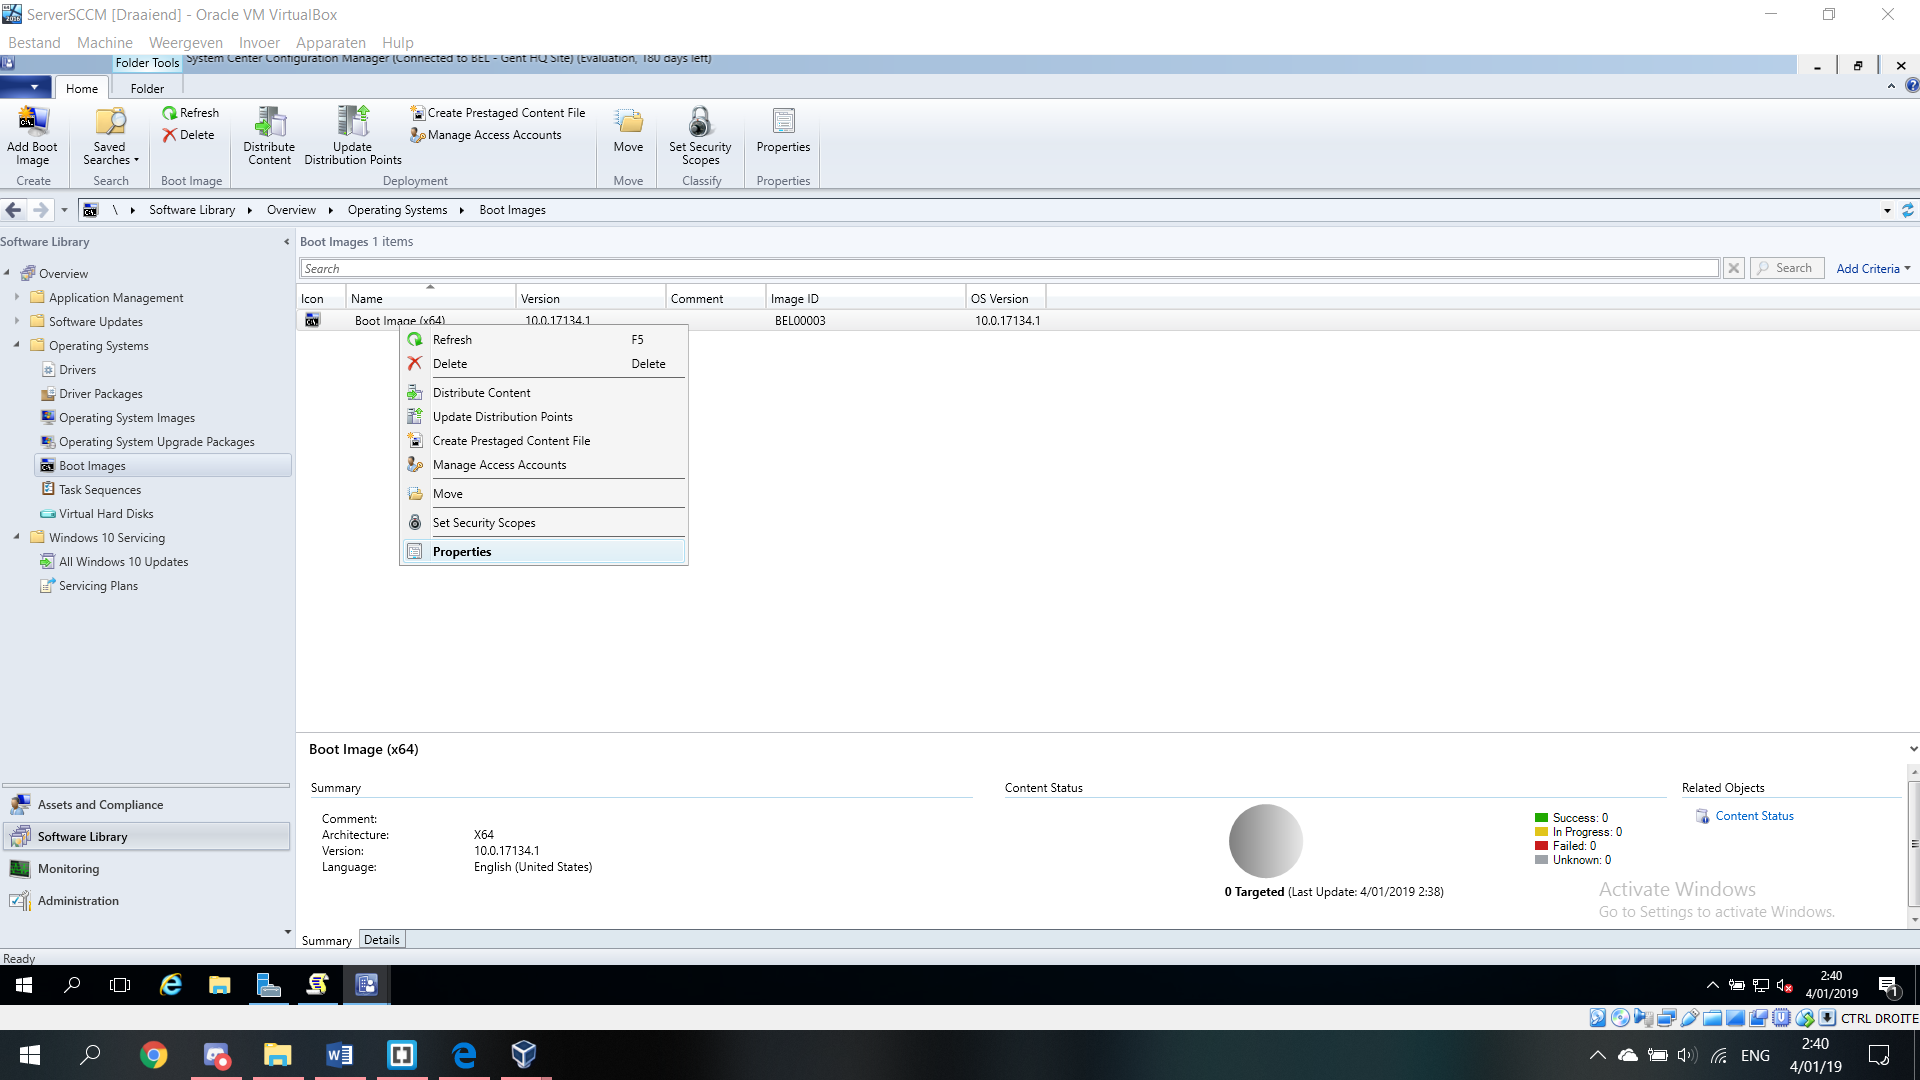 ServerSCCM [Draaiend] - Oracle VM VirtualBox
Bestand Machine Weergeven Invoer Apparaten Hulp
Folder Tools System Center Configuration Manager (Connected to BEL - Gent HQ Site) (Evaluation, 180 days left)
Home Folder
Add Boot Image
Create
Saved Searches
Search
Refresh
Delete
Boot Image
Distribute Content
Update Distribution Points
Create Prestaged Content File
Manage Access Accounts
Deployment
Move
Move
Set Security Scopes
Classify
Properties
Properties
\ Software Library Overview Operating Systems Boot Images
Software Library
Overview
Application Management
Software Updates
Operating Systems
Drivers
Driver Packages
Operating System Images
Operating System Upgrade Packages
Boot Images
Task Sequences
Virtual Hard Disks
Windows 10 Servicing
All Windows 10 Updates
Servicing Plans
Assets and Compliance
Software Library
Monitoring
Administration
Boot Images 1 items
Search Search Add Criteria
Icon Name Version Comment Image ID OS Version
Boot Image (x64) 10.0.17134.1 BEL00003 10.0.17134.1
Refresh F5
Delete Delete
Distribute Content
Update Distribution Points
Create Prestaged Content File
Manage Access Accounts
Move
Set Security Scopes
Properties
Boot Image (x64)
Summary
Comment:
Architecture: X64
Version: 10.0.17134.1
Language: English (United States)
Content Status
Success: 0
In Progress: 0
Failed: 0
Unknown: 0
0 Targeted (Last Update: 4/01/2019 2:38)
Related Objects
Content Status
Activate Windows
Go to Settings to activate Windows.
Summary Details
Ready
2:40
4/01/2019
1
CTRL DROITE
ENG
2:40
4/01/19